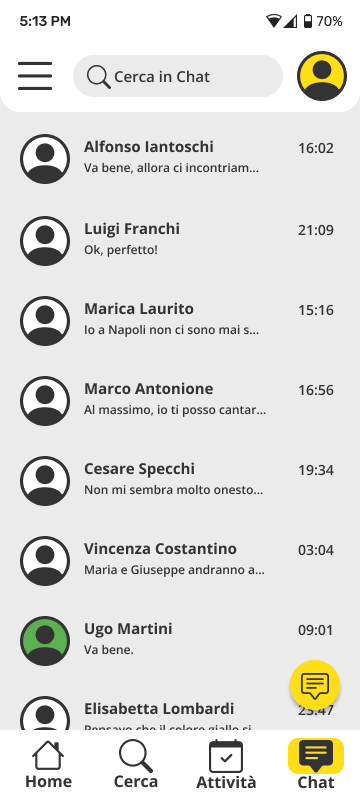 5:13 PM 70%
Cerca in Chat
Alfonso Iantoschi 16:02
Va bene, allora ci incontriam...
Luigi Franchi 21:09
Ok, perfetto!
Marica Laurito 15:16
Io a Napoli non ci sono mai s...
Marco Antonione 16:56
Al massimo, io ti posso cantar...
Cesare Specchi 19:34
Non mi sembra molto onesto...
Vincenza Costantino 03:04
Maria e Giuseppe andranno a...
Ugo Martini 09:01
Va bene.
Elisabetta Lombardi 23:47
Pensavo che il colore giallo si
Home Cerca Attività Chat